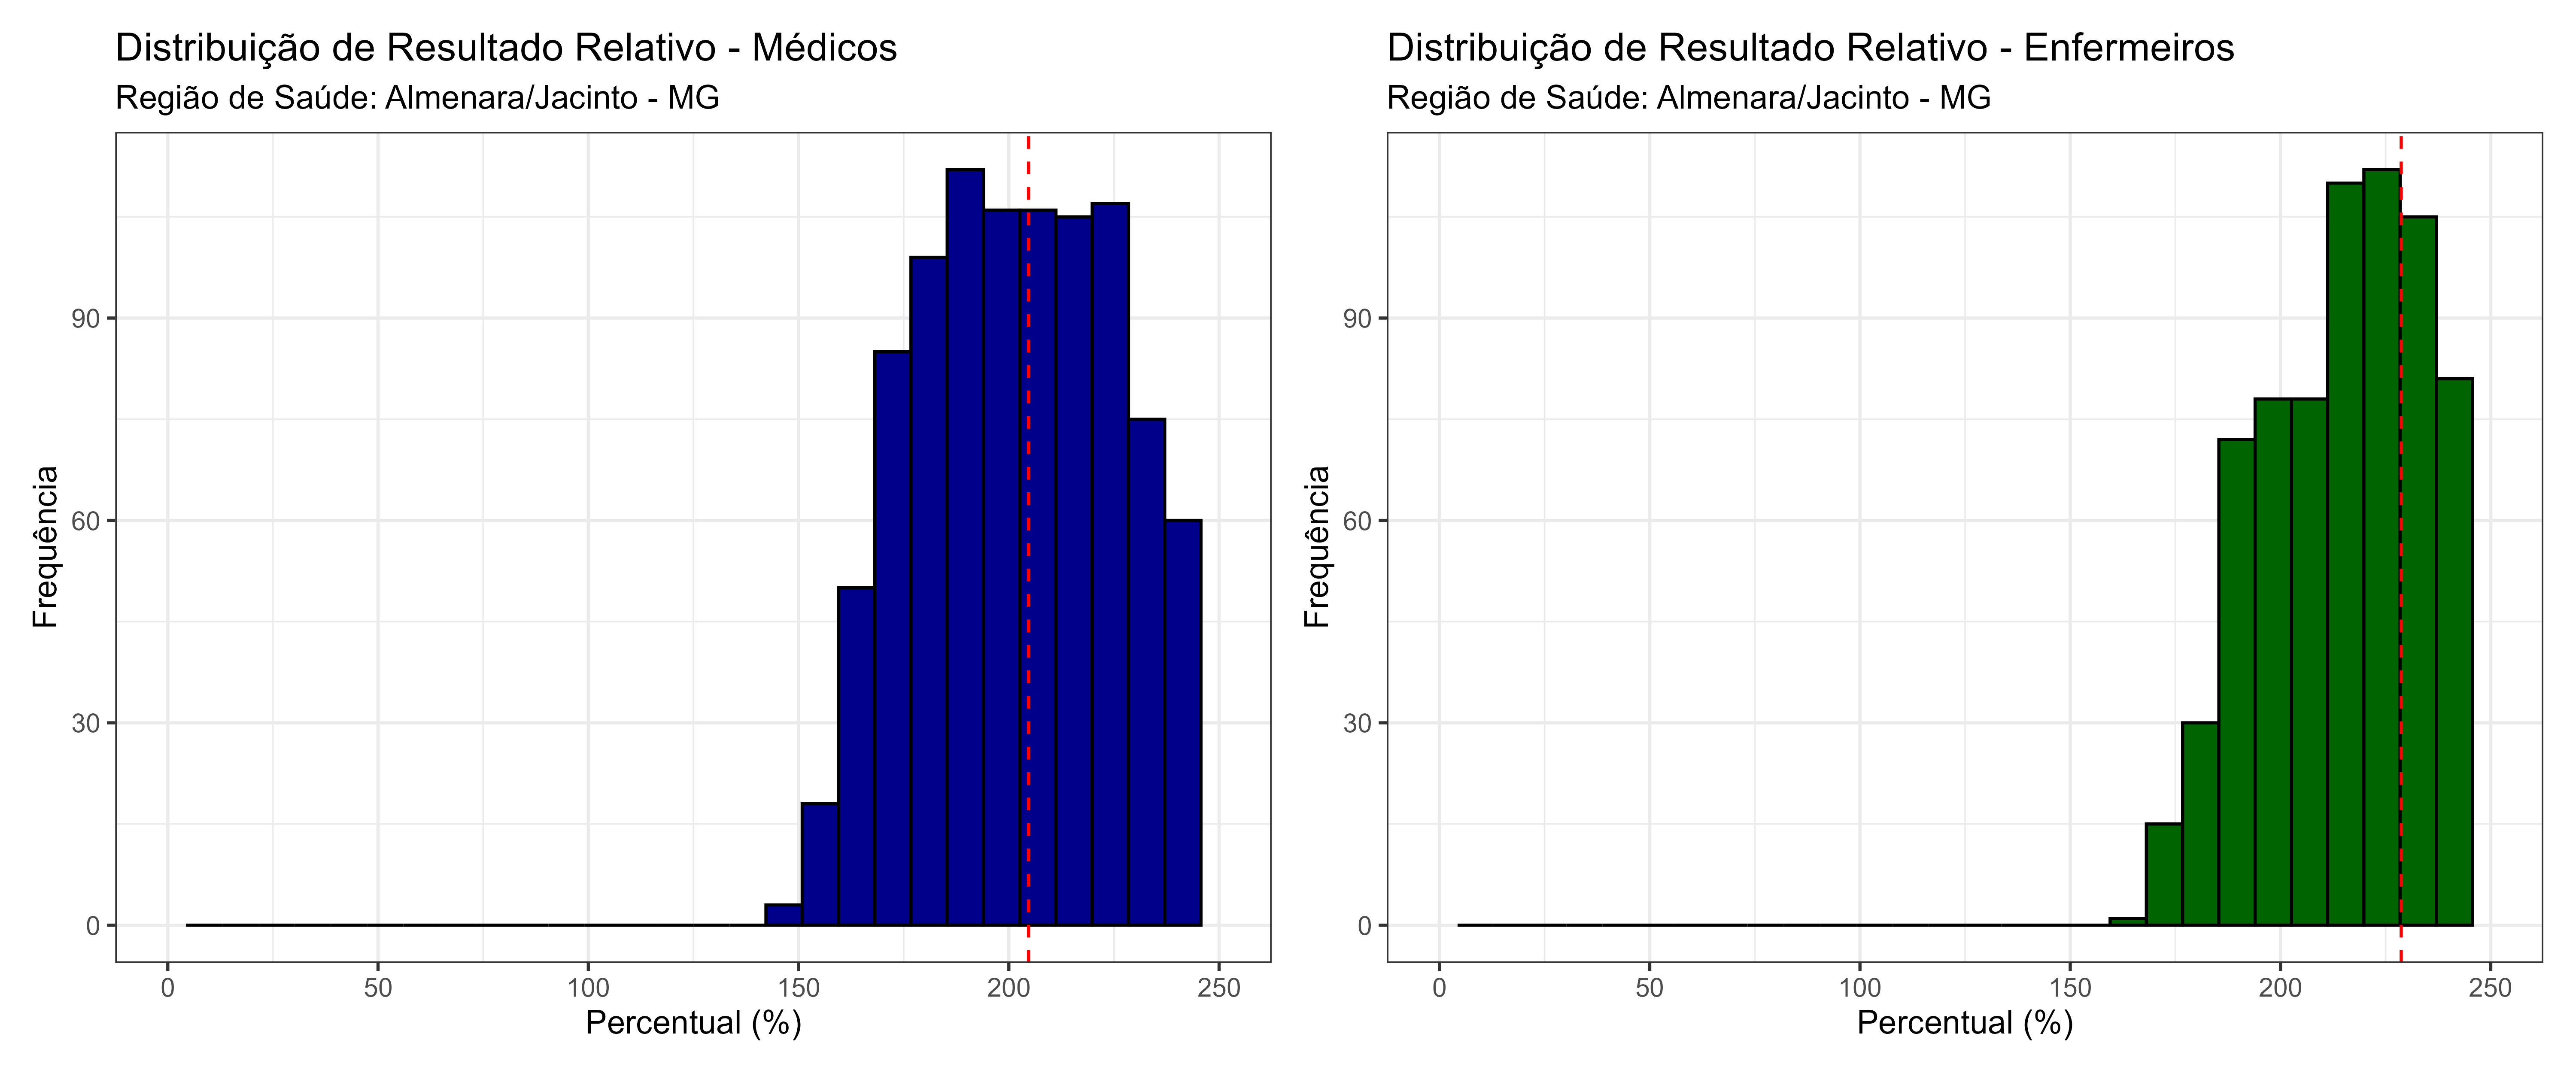 Distribuição de Resultado Relativo - Médicos
Região de Saúde: Almenara/Jacinto - MG
Frequência
90
60
30
0
0 50 100 150 200 250
Percentual (%)
Distribuição de Resultado Relativo - Enfermeiros
Região de Saúde: Almenara/Jacinto - MG
Frequência
90
60
30
0
0 50 100 150 200 250
Percentual (%)